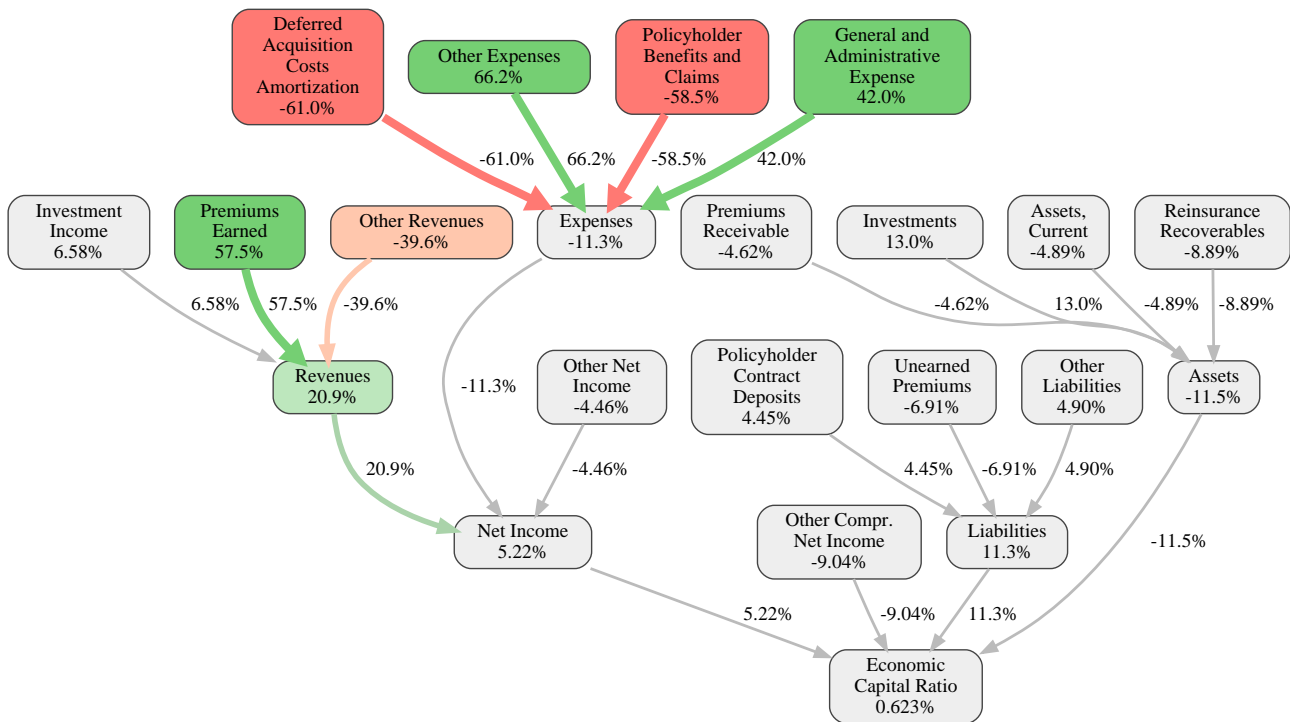 Deferred
Acquisition
Costs
Amortization
-61.0%
Other Expenses
66.2%
Policyholder
Benefits and
Claims
-58.5%
General and
Administrative
Expense
42.0%
-61.0%
66.2%
-58.5%
42.0%
Investment
Income
6.58%
Premiums
Earned
57.5%
Other Revenues
-39.6%
Expenses
-11.3%
Premiums
Receivable
-4.62%
Investments
13.0%
Assets,
Current
-4.89%
Reinsurance
Recoverables
-8.89%
6.58%
57.5%
-39.6%
-4.62%
13.0%
-4.89%
-8.89%
Revenues
20.9%
-11.3%
Other Net
Income
-4.46%
Policyholder
Contract
Deposits
4.45%
Unearned
Premiums
-6.91%
Other
Liabilities
4.90%
Assets
-11.5%
20.9%
-4.46%
4.45%
-6.91%
4.90%
Net Income
5.22%
Other Compr.
Net Income
-9.04%
Liabilities
11.3%
-11.5%
5.22%
-9.04%
11.3%
Economic
Capital Ratio
0.623%